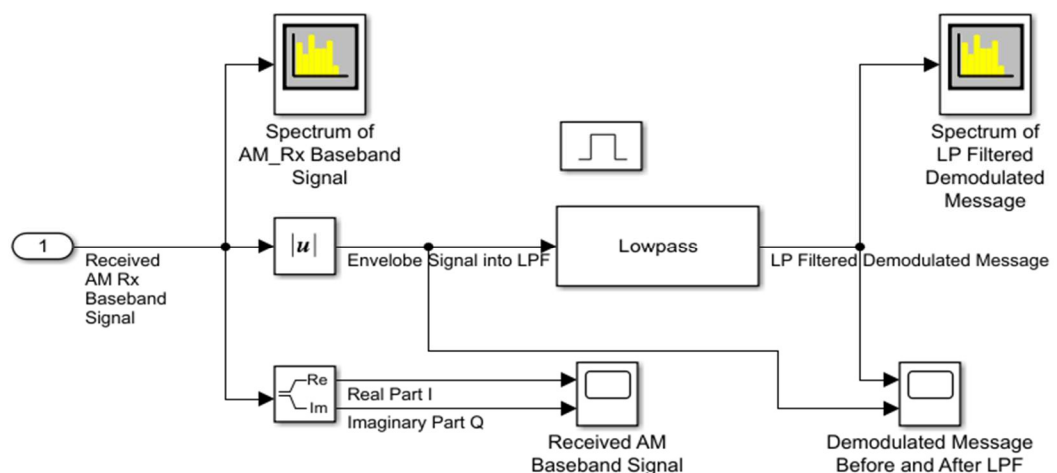 Spectrum of
AM_Rx Baseband
Signal
Spectrum of
LP Filtered
Demodulated
Message
1
Received
AM Rx
Baseband
Signal
|u|
Envelobe Signal into LPF
Lowpass
LP Filtered Demodulated Message
Re
Im
Real Part I
Imaginary Part Q
Received AM
Baseband Signal
Demodulated Message
Before and After LPF